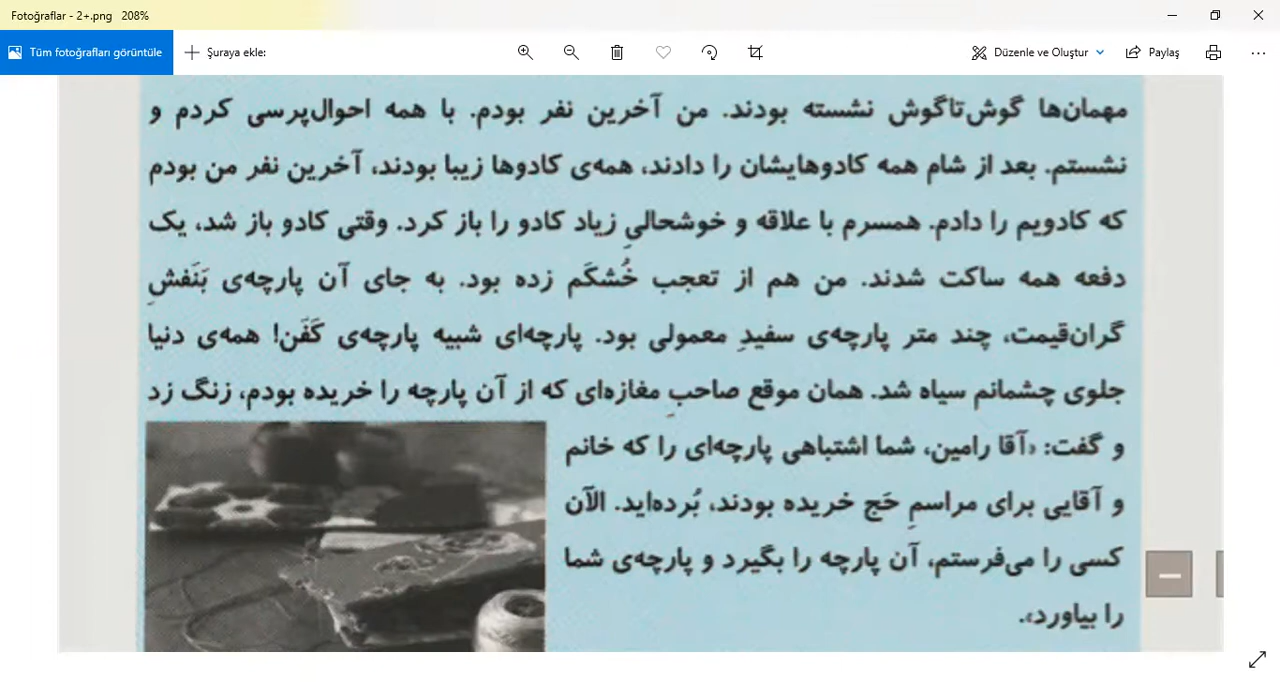 Fotoğraflar - 2+.png   208%
Tüm fotoğrafları görüntüle
Şuraya ekle:
Düzenle ve Oluştur
Paylaş
مهمان‌ها گوش‌تاگوش نشسته بودند. من آخرین نفر بودم. با همه احوال‌پرسی کردم و
نشستم. بعد از شام همه کادوهایشان را دادند، همه‌ی کادوها زیبا بودند، آخرین نفر من بودم
که کادویم را دادم. همسرم با علاقه و خوشحالیِ زیاد کادو را باز کرد. وقتی کادو باز شد، یک
دفعه همه ساکت شدند. من هم از تعجب خُشکَم زده بود. به جای آن پارچه‌ی بَنَفشِ
گران‌قیمت، چند متر پارچه‌ی سفیدِ معمولی بود. پارچه‌ای شبیه پارچه‌ی کَفَن! همه‌ی دنیا
جلوی چشمانم سیاه شد. همان موقع صاحبِ مغازه‌ای که از آن پارچه را خریده بودم، زنگ زد
و گفت: «آقا رامین، شما اشتباهی پارچه‌ای را که خانم
و آقایی برای مراسمِ حَج خریده بودند، بُرده‌اید. الآن
کسی را می‌فرستم، آن پارچه را بگیرد و پارچه‌ی شما
را بیاورد».